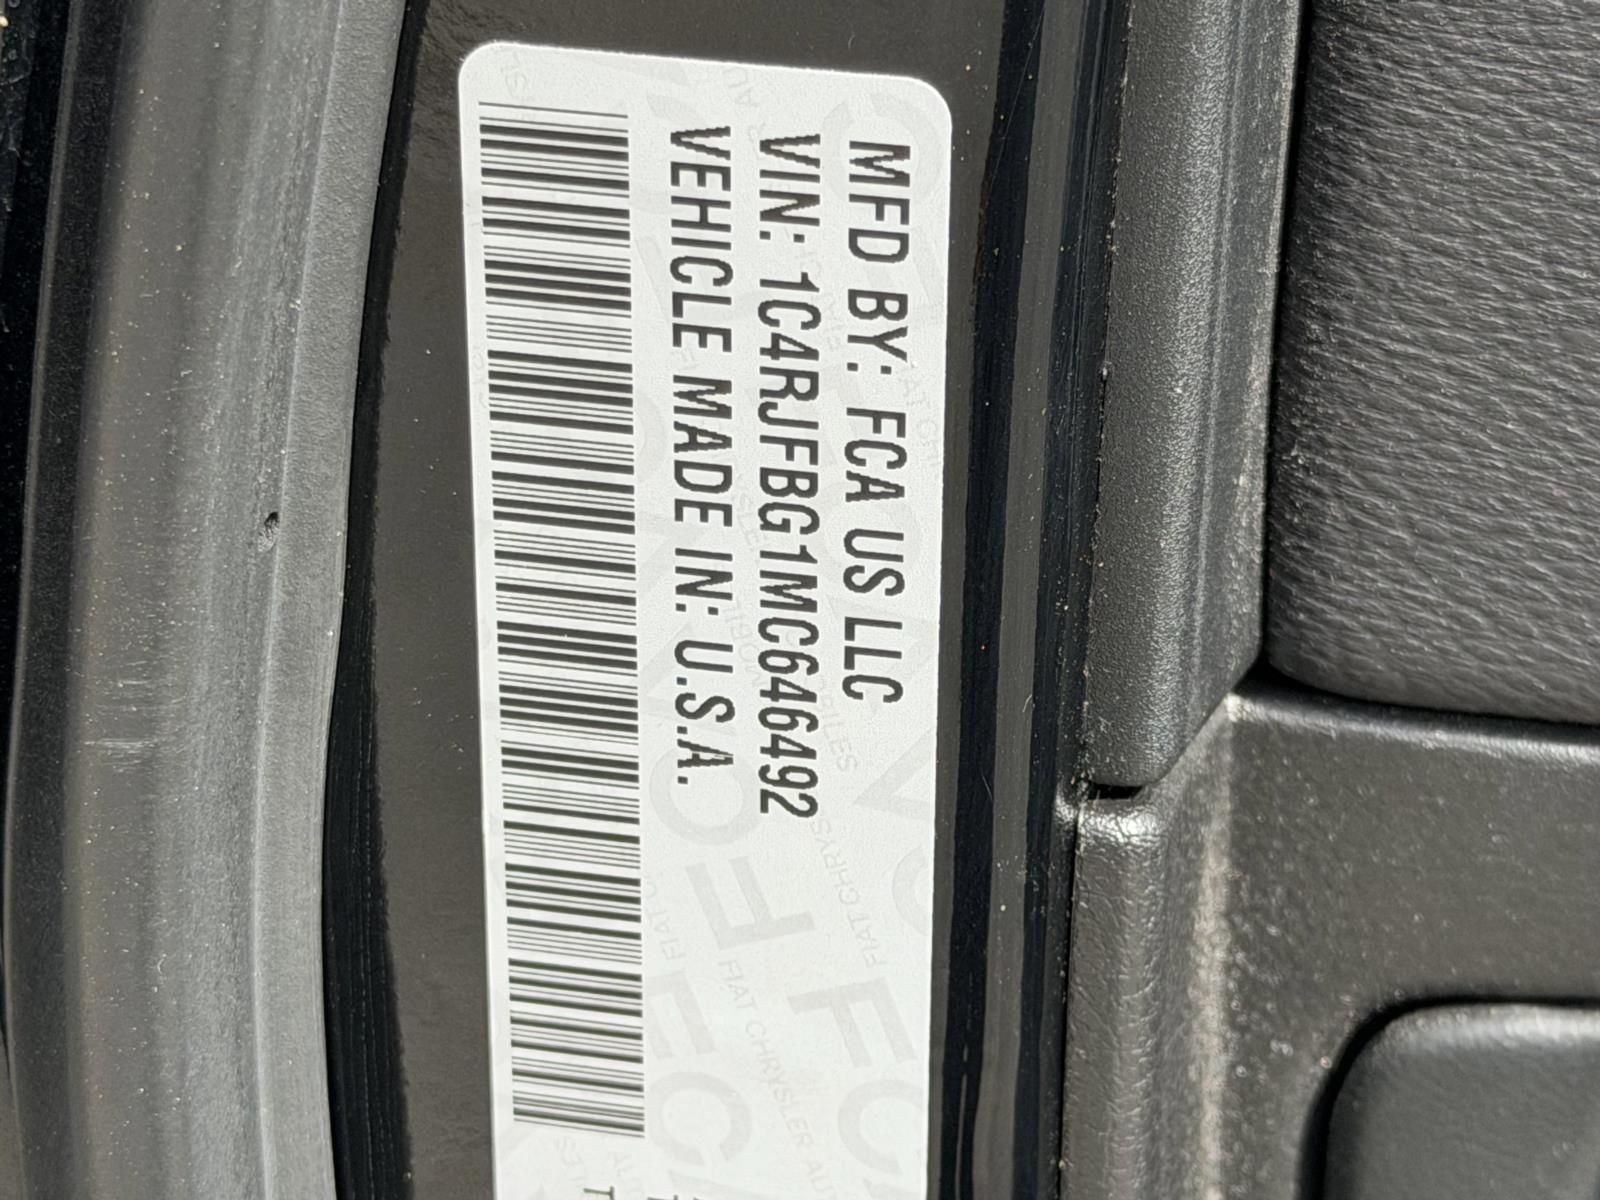 MFD BY: FCA US LLC
VIN: 1C4RJFBG1MC646492
VEHICLE MADE IN: U.S.A.